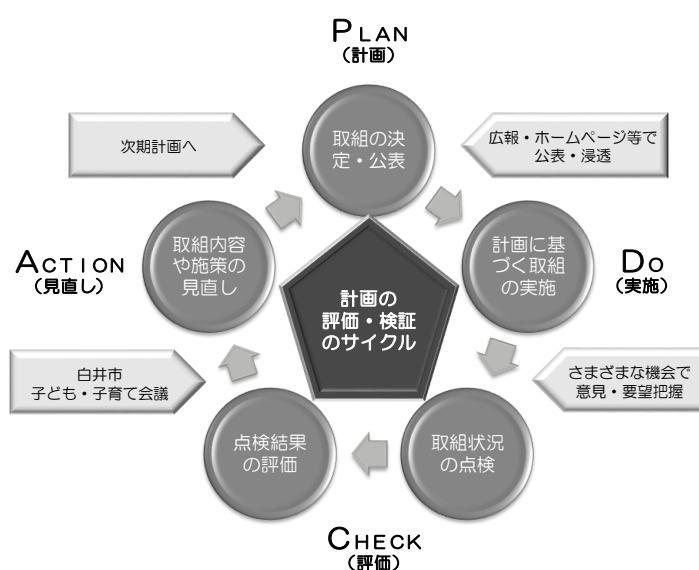 PLAN
(計画)
取組の決
定・公表
次期計画へ
広報・ホームページ等で
公表・浸透
取組内容
や施策の
見直し
計画に基
づく取組
の実施
ACTION
(見直し)
DO
(実施)
計画の
評価・検証
のサイクル
白井市
子ども・子育て会議
さまざまな機会で
意見・要望把握
点検結果
の評価
取組状況
の点検
CHECK
(評価)